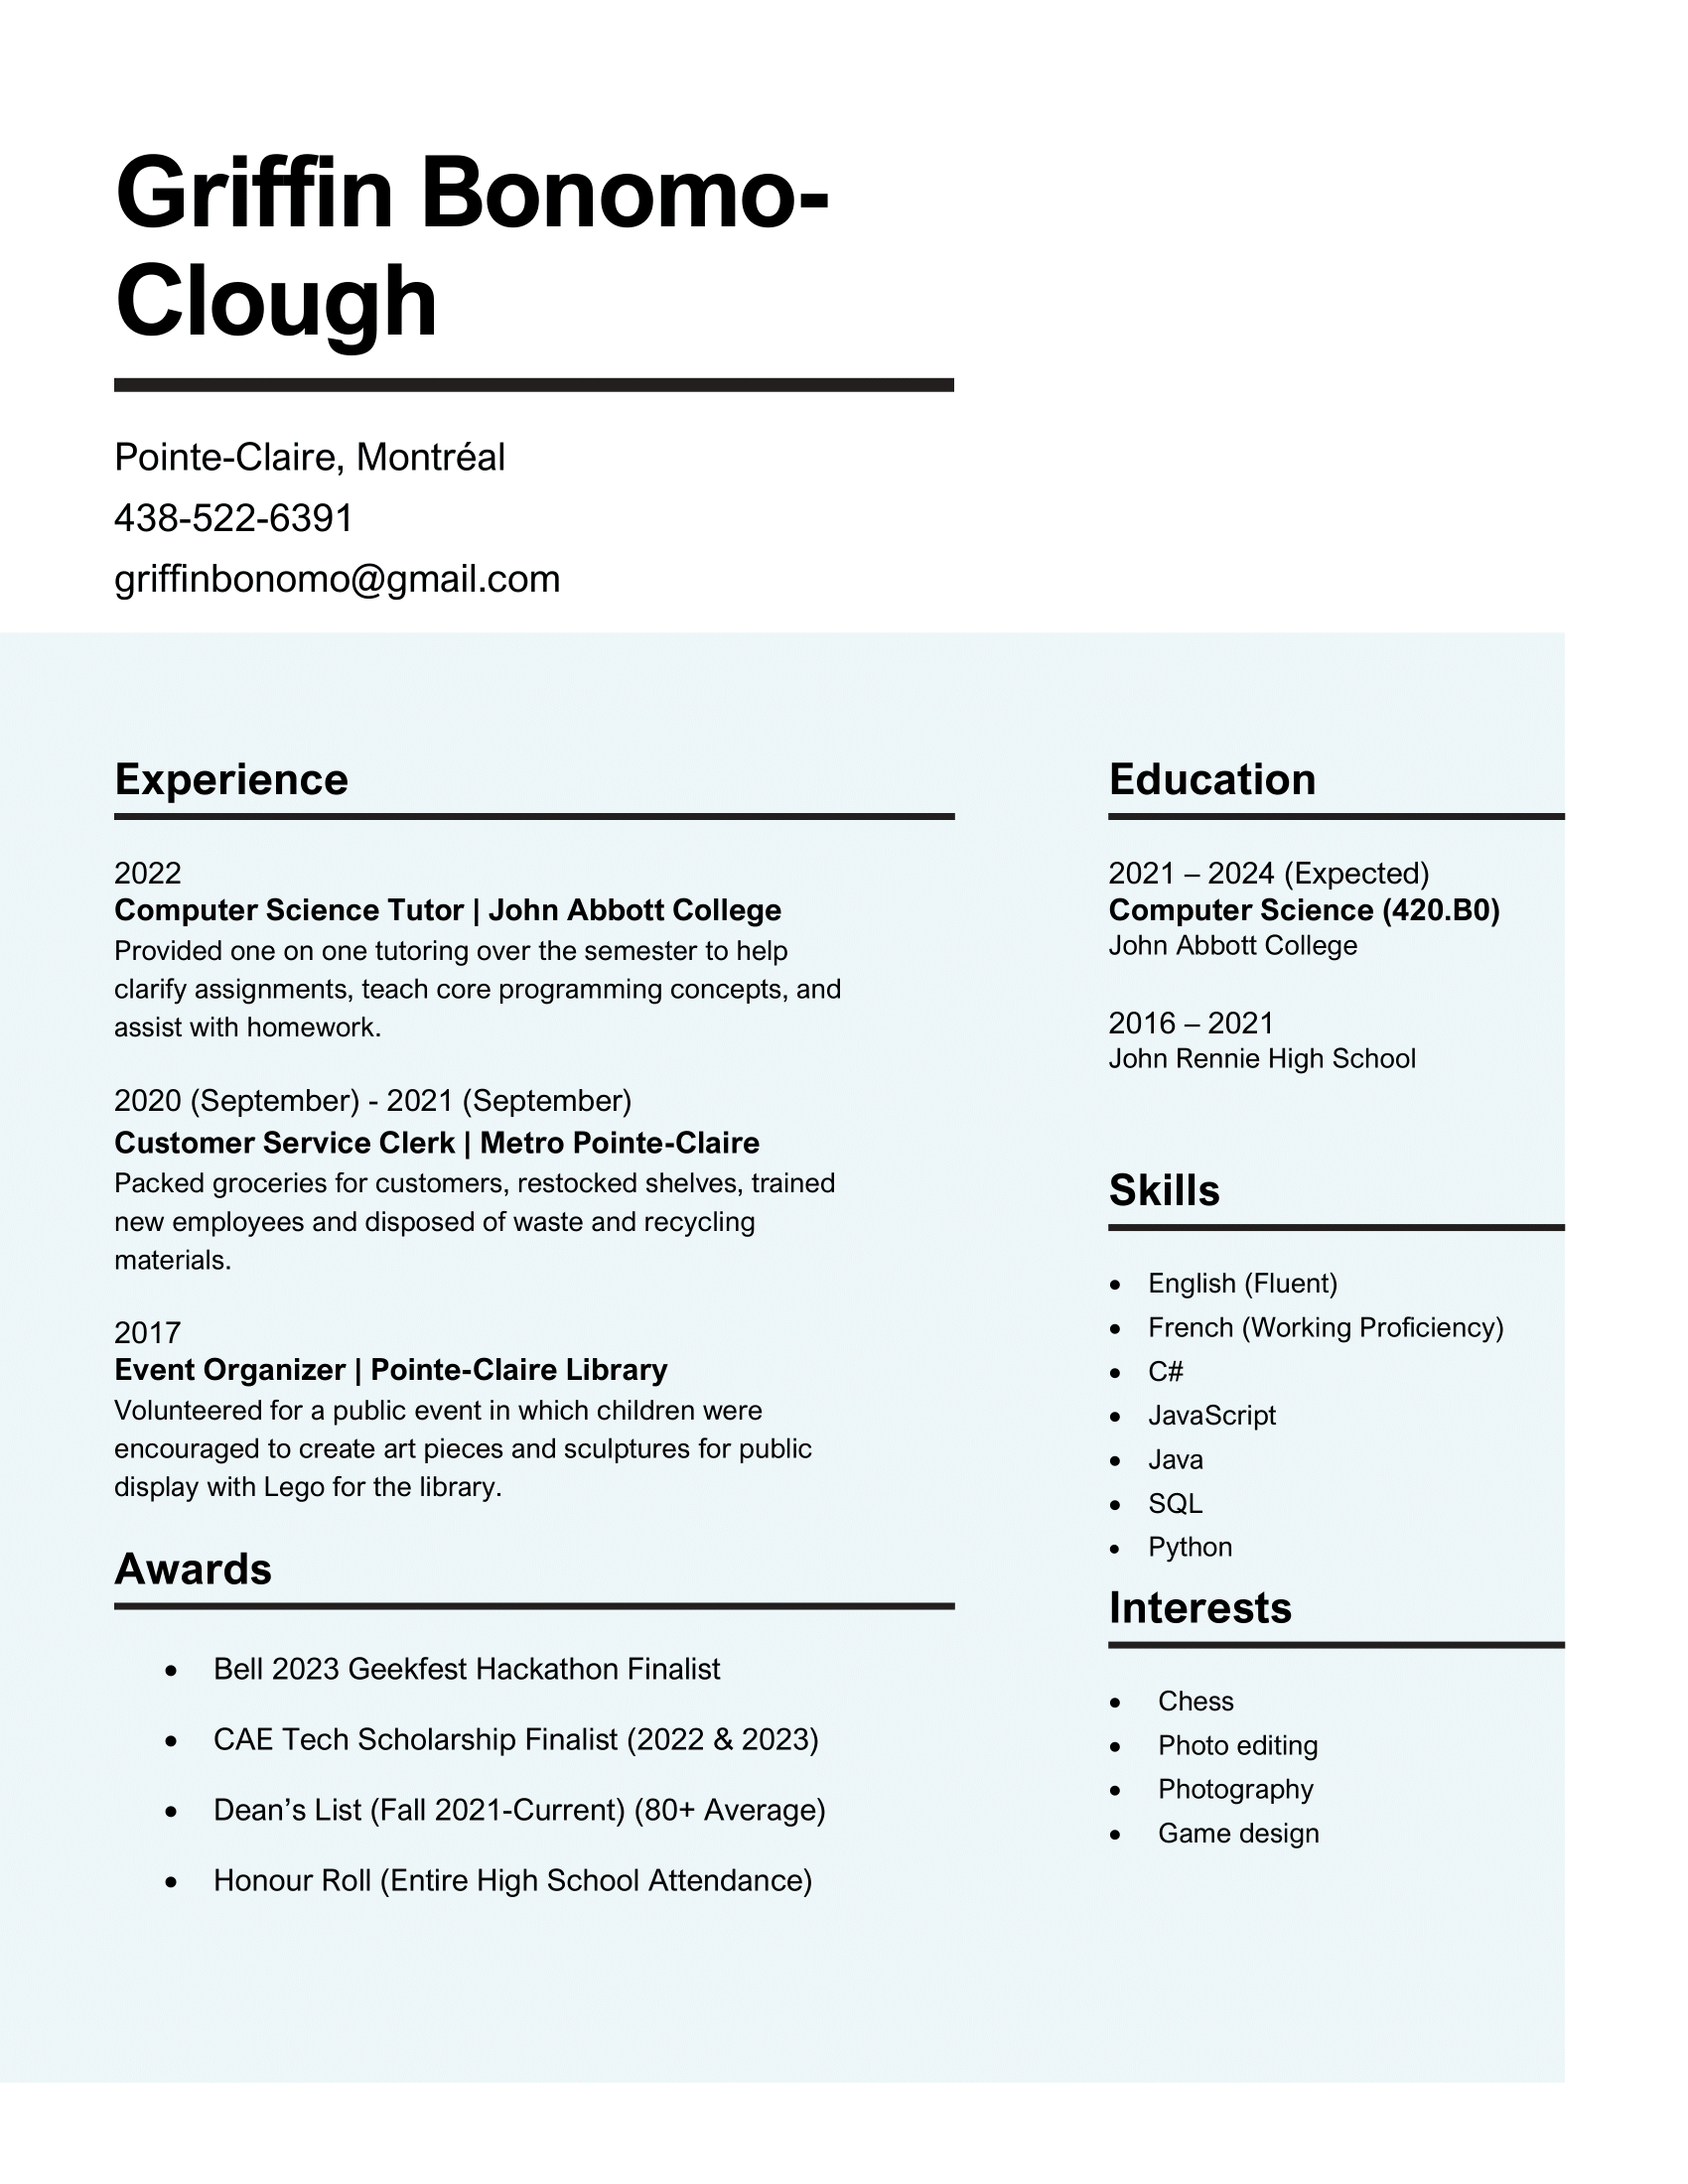 Griffin Bonomo-
Clough
Pointe-Claire, Montréal
438-522-6391
griffinbonomo@gmail.com
Experience
2022
Computer Science Tutor | John Abbott College
Provided one on one tutoring over the semester to help
clarify assignments, teach core programming concepts, and
assist with homework.
2020 (September) - 2021 (September)
Customer Service Clerk | Metro Pointe-Claire
Packed groceries for customers, restocked shelves, trained
new employees and disposed of waste and recycling
materials.
2017
Event Organizer | Pointe-Claire Library
Volunteered for a public event in which children were
encouraged to create art pieces and sculptures for public
display with Lego for the library.
Awards
• Bell 2023 Geekfest Hackathon Finalist
• CAE Tech Scholarship Finalist (2022 & 2023)
• Dean’s List (Fall 2021-Current) (80+ Average)
• Honour Roll (Entire High School Attendance)
Education
2021 – 2024 (Expected)
Computer Science (420.B0)
John Abbott College
2016 – 2021
John Rennie High School
Skills
• English (Fluent)
• French (Working Proficiency)
• C#
• JavaScript
• Java
• SQL
• Python
Interests
• Chess
• Photo editing
• Photography
• Game design